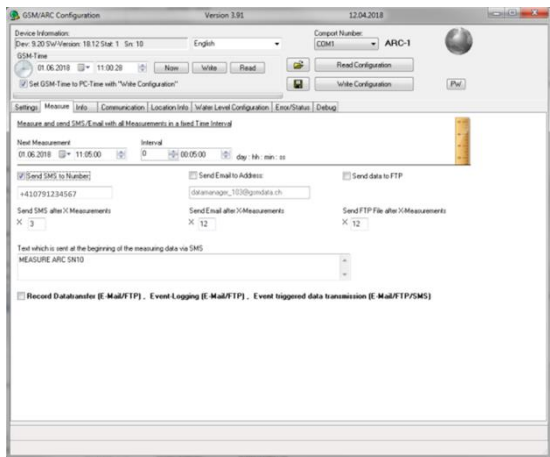 GSM/ARC Configuration Version 3.91 12.04.2018
Device Information: Comport Number:
Dev: 9.20 SW-Version: 18.12 Stat: 1 Sn: 10 English COM1 ARC-1
GSM-Time
01.06.2018 11:00:28 Now Write Read Read Configuration
Set GSM-Time to PC-Time with "Write Configuration" Write Configuration PW
Settings Measure Info Communication Location Info Water Level Configuration Error/Status Debug
Measure and send SMS/Email with all Measurements in a fixed Time Interval
Next Measurement Interval
01.06.2018 11:05:00 0 00:05:00 day : hh : min : ss
Send SMS to Number: Send Email to Address: Send data to FTP
+410791234567 datamanager_103@gsmdata.ch
Send SMS after X Measurements Send Email after X-Measurements Send FTP File after X-Measurements
X 3 X 12 X 12
Text which is sent at the beginning of the measuring data via SMS
MEASURE ARC SN10
Record Datatransfer (E-Mail/FTP) , Event-Logging (E-Mail/FTP) , Event triggered data transmission (E-Mail/FTP/SMS)